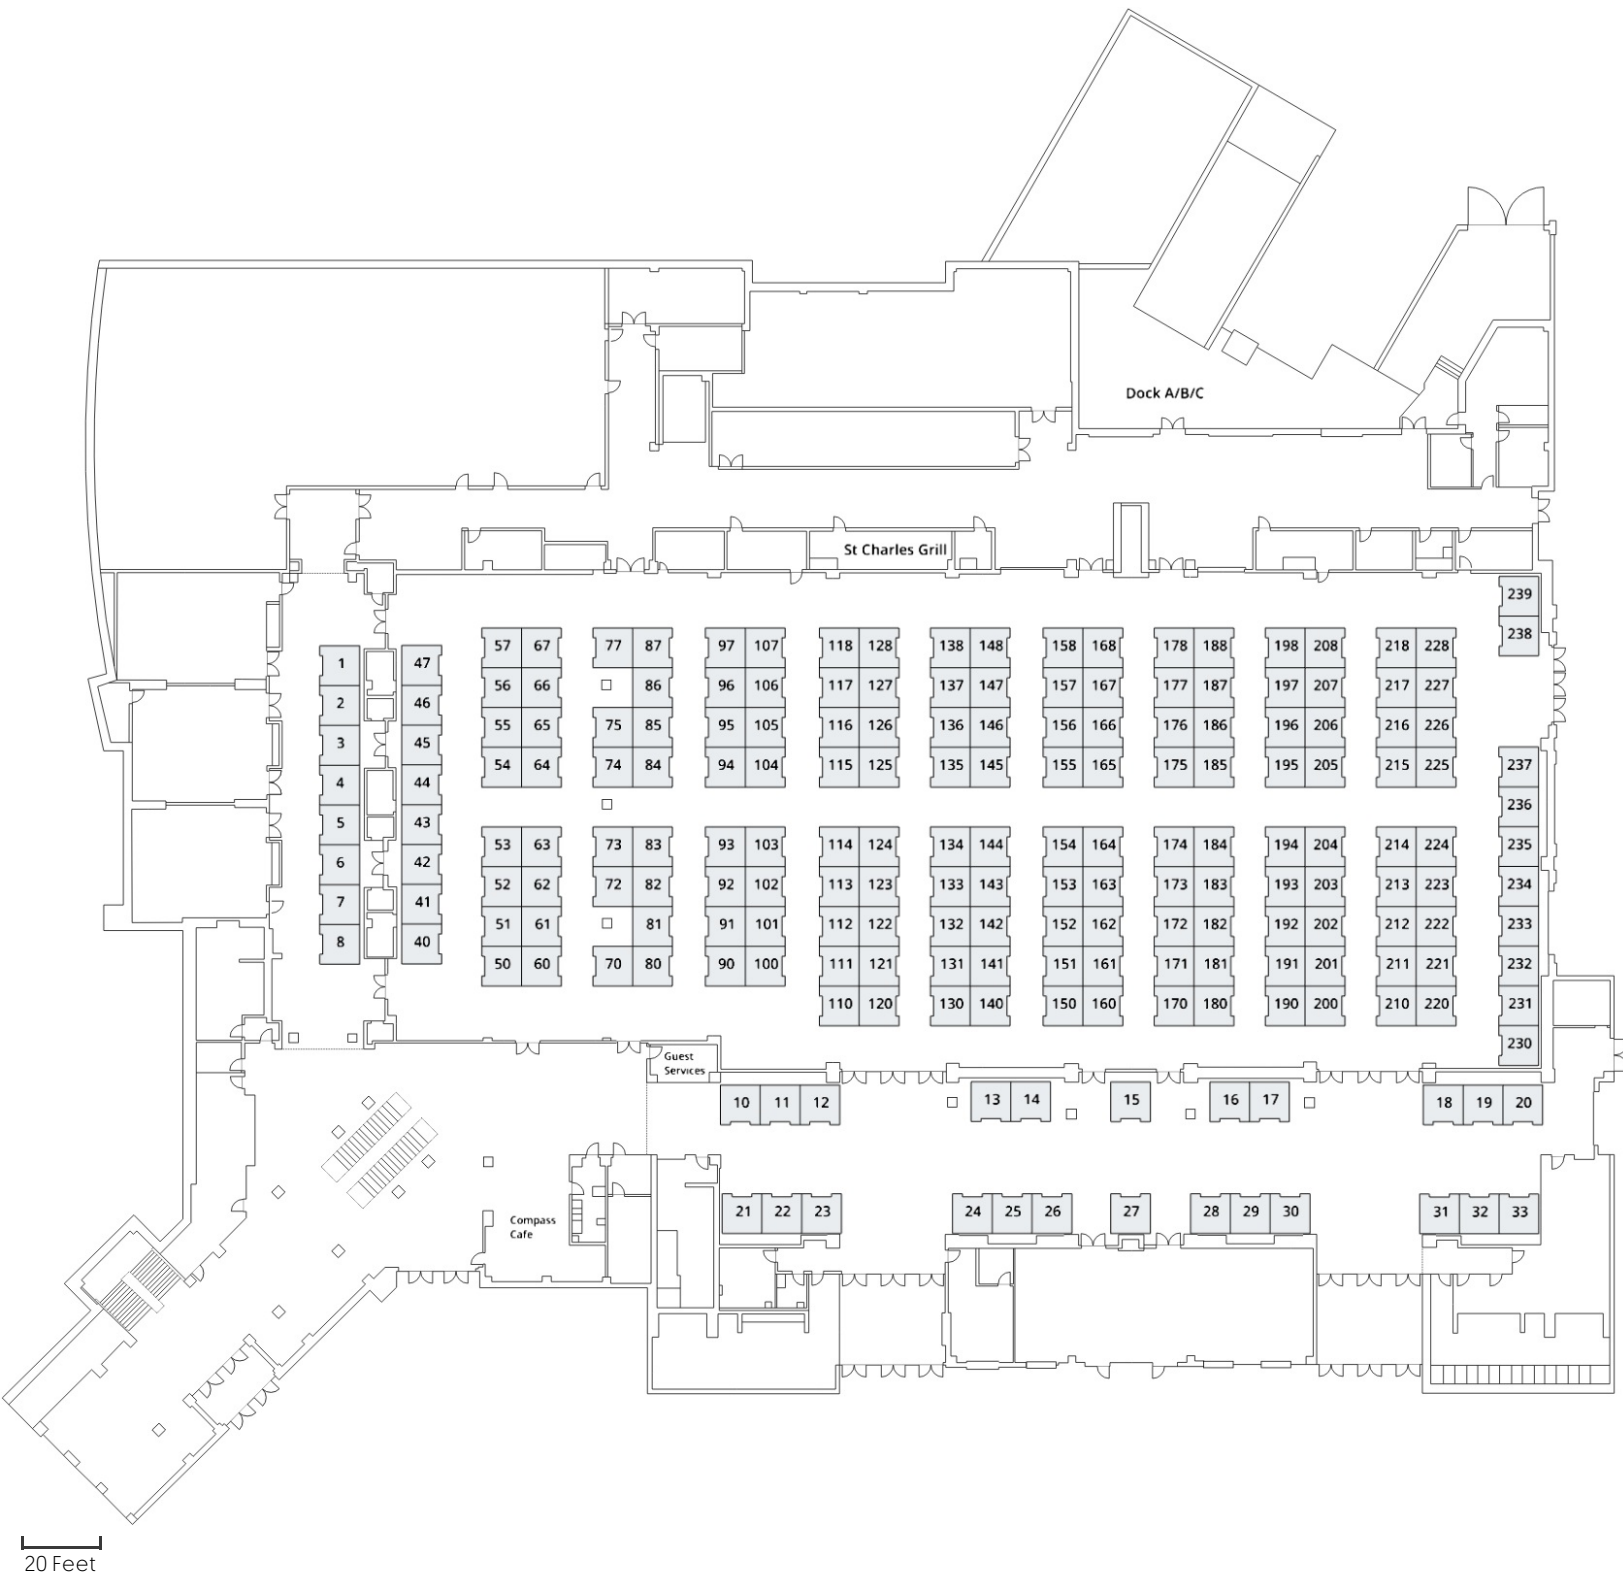 Dock A/B/C
St Charles Grill
239
238
57 67 77 87 97 107 118 128 138 148 158 168 178 188 198 208 218 228
1 47
56 66 86 96 106 117 127 137 147 157 167 177 187 197 207 217 227
2 46
55 65 75 85 95 105 116 126 136 146 156 166 176 186 196 206 216 226
3 45
54 64 74 84 94 104 115 125 135 145 155 165 175 185 195 205 215 225 237
4 44
236
5 43
53 63 73 83 93 103 114 124 134 144 154 164 174 184 194 204 214 224 235
6 42
52 62 72 82 92 102 113 123 133 143 153 163 173 183 193 203 213 223 234
7 41
51 61 81 91 101 112 122 132 142 152 162 172 182 192 202 212 222 233
8 40
50 60 70 80 90 100 111 121 131 141 151 161 171 181 191 201 211 221 232
110 120 130 140 150 160 170 180 190 200 210 220 231
230
Guest
Services
10 11 12 13 14 15 16 17 18 19 20
21 22 23 24 25 26 27 28 29 30 31 32 33
Compass
Cafe
20 Feet